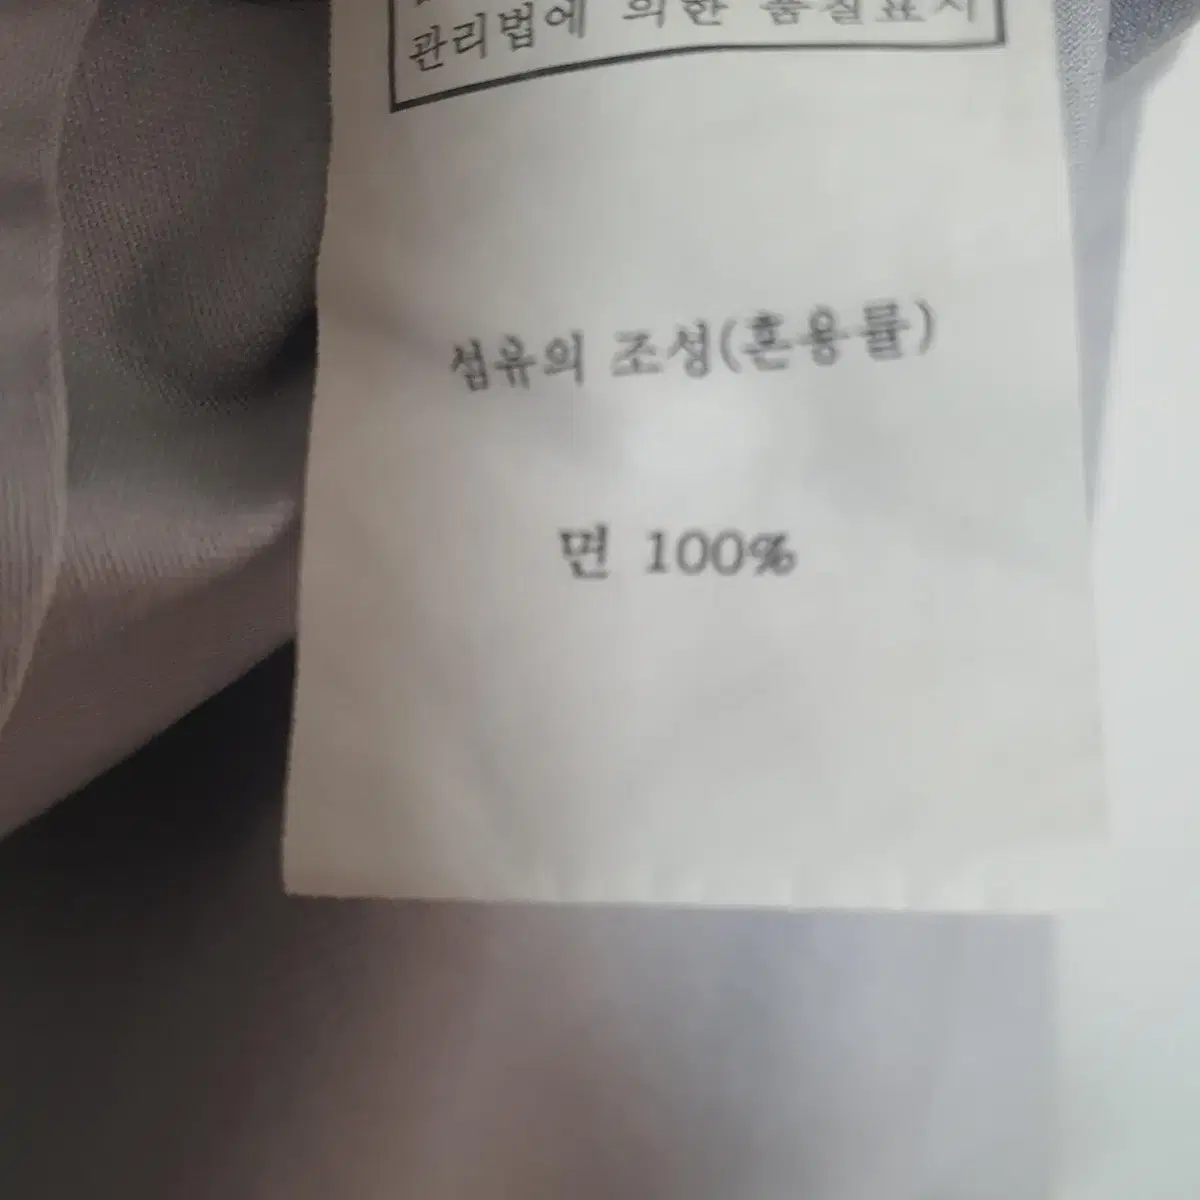 관리법에 의한 품질표시
섬유의 조성(혼용률)
면 100%